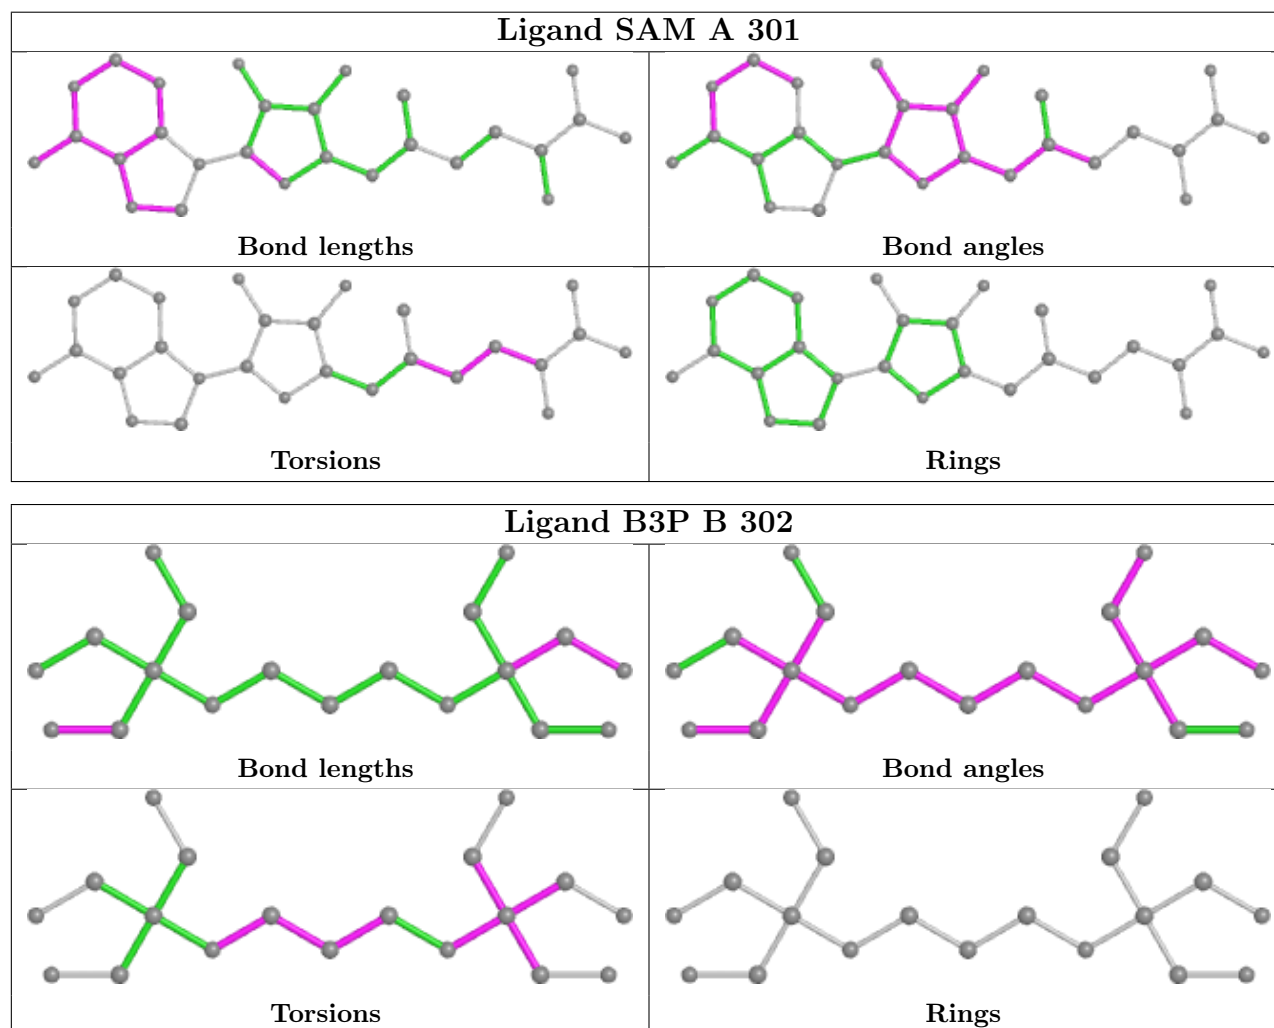 Ligand SAM A 301
Bond lengths
Bond angles
Torsions
Rings
Ligand B3P B 302
Bond lengths
Bond angles
Torsions
Rings